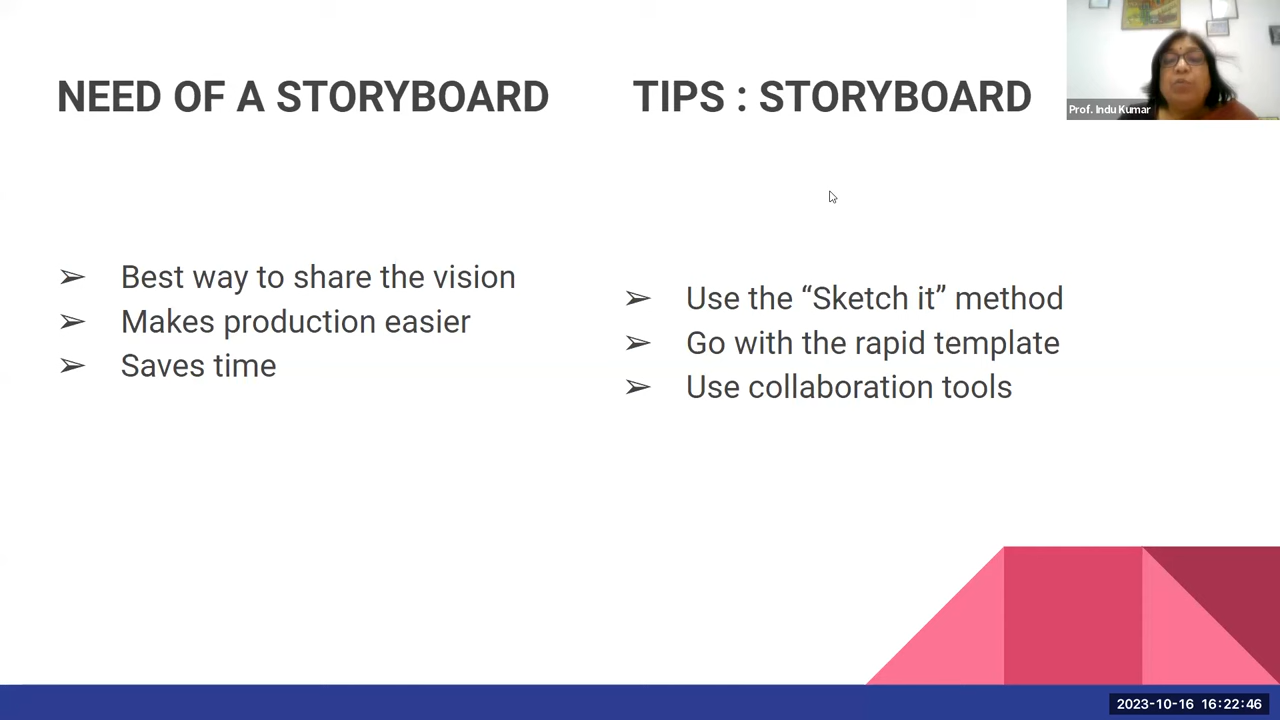 NEED OF A STORYBOARD
➢ Best way to share the vision
➢ Makes production easier
➢ Saves time
TIPS : STORYBOARD
➢ Use the “Sketch it” method
➢ Go with the rapid template
➢ Use collaboration tools
Prof. Indu Kumar
2023-10-16 16:22:46